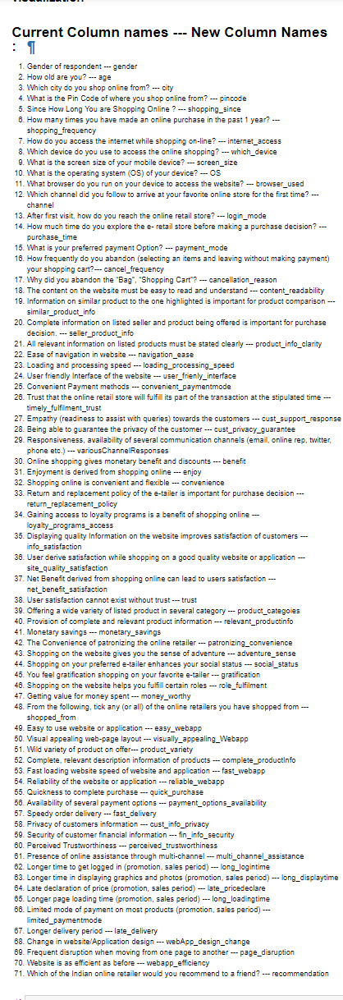 Current Column names --- New Column Names
: ¶
1. Gender of respondent --- gender
2. How old are you? --- age
3. Which city do you shop online from? --- city
4. What is the Pin Code of where you shop online from? --- pincode
5. Since How Long You are Shopping Online ? --- shopping_since
6. How many times you have made an online purchase in the past 1 year? ---
shopping_frequency
7. How do you access the internet while shopping on-line? --- internet_access
8. Which device do you use to access the online shopping? --- which_device
9. What is the screen size of your mobile device? --- screen_size
10. What is the operating system (OS) of your device? --- OS
11. What browser do you run on your device to access the website? --- browser_used
12. Which channel did you follow to arrive at your favorite online store for the first time? ---
channel
13. After first visit, how do you reach the online retail store? --- login_mode
14. How much time do you explore the e- retail store before making a purchase decision? ---
purchase_time
15. What is your preferred payment Option? --- payment_mode
16. How frequently do you abandon (selecting an items and leaving without making payment)
your shopping cart?--- cancel_frequency
17. Why did you abandon the "Bag", "Shopping Cart"? --- cancellation_reason
18. The content on the website must be easy to read and understand --- content_readability
19. Information on similar product to the one highlighted is important for product comparison ---
similar_product_info
20. Complete information on listed seller and product being offered is important for purchase
decision. --- seller_product_info
21. All relevant information on listed products must be stated clearly --- product_info_clarity
22. Ease of navigation in website --- navigation_ease
23. Loading and processing speed --- loading_processing_speed
24. User friendly Interface of the website --- user_frienly_interface
25. Convenient Payment methods --- convenient_paymentmode
26. Trust that the online retail store will fulfill its part of the transaction at the stipulated time ---
timely_fulfilment_trust
27. Empathy (readiness to assist with queries) towards the customers --- cust_support_response
28. Being able to guarantee the privacy of the customer --- cust_privacy_guarantee
29. Responsiveness, availability of several communication channels (email, online rep, twitter,
phone etc.) --- variousChannelResponses
30. Online shopping gives monetary benefit and discounts --- benefit
31. Enjoyment is derived from shopping online --- enjoy
32. Shopping online is convenient and flexible --- convenience
33. Return and replacement policy of the e-tailer is important for purchase decision ---
return_replacement_policy
34. Gaining access to loyalty programs is a benefit of shopping online ---
loyalty_programs_access
35. Displaying quality Information on the website improves satisfaction of customers ---
info_satisfaction
36. User derive satisfaction while shopping on a good quality website or application ---
site_quality_satisfaction
37. Net Benefit derived from shopping online can lead to users satisfaction ---
net_benefit_satisfaction
38. User satisfaction cannot exist without trust --- trust
39. Offering a wide variety of listed product in several category --- product_categoies
40. Provision of complete and relevant product information --- relevant_productinfo
41. Monetary savings --- monetary_savings
42. The Convenience of patronizing the online retailer --- patronizing_convenience
43. Shopping on the website gives you the sense of adventure --- adventure_sense
44. Shopping on your preferred e-tailer enhances your social status --- social_status
45. You feel gratification shopping on your favorite e-tailer --- gratification
46. Shopping on the website helps you fulfill certain roles --- role_fulfilment
47. Getting value for money spent --- money_worthy
48. From the following, tick any (or all) of the online retailers you have shopped from ---
shopped_from
49. Easy to use website or application --- easy_webapp
50. Visual appealing web-page layout --- visually_appealing_Webapp
51. Wild variety of product on offer--- product_variety
52. Complete, relevant description information of products --- complete_productInfo
53. Fast loading website speed of website and application --- fast_webapp
54. Reliability of the website or application --- reliable_webapp
55. Quickness to complete purchase --- quick_purchase
56. Availability of several payment options --- payment_options_availability
57. Speedy order delivery --- fast_delivery
58. Privacy of customers information --- cust_info_privacy
59. Security of customer financial information --- fin_info_security
60. Perceived Trustworthiness --- perceived_trustworthiness
61. Presence of online assistance through multi-channel --- multi_channel_assistance
62. Longer time to get logged in (promotion, sales period) --- long_logintime
63. Longer time in displaying graphics and photos (promotion, sales period) --- long_displaytime
64. Late declaration of price (promotion, sales period) --- late_pricedeclare
65. Longer page loading time (promotion, sales period) --- long_loadingtime
66. Limited mode of payment on most products (promotion, sales period) ---
limited_paymentmode
67. Longer delivery period --- late_delivery
68. Change in website/Application design --- webApp_design_change
69. Frequent disruption when moving from one page to another --- page_disruption
70. Website is as efficient as before --- webapp_efficiency
71. Which of the Indian online retailer would you recommend to a friend? --- recommendation